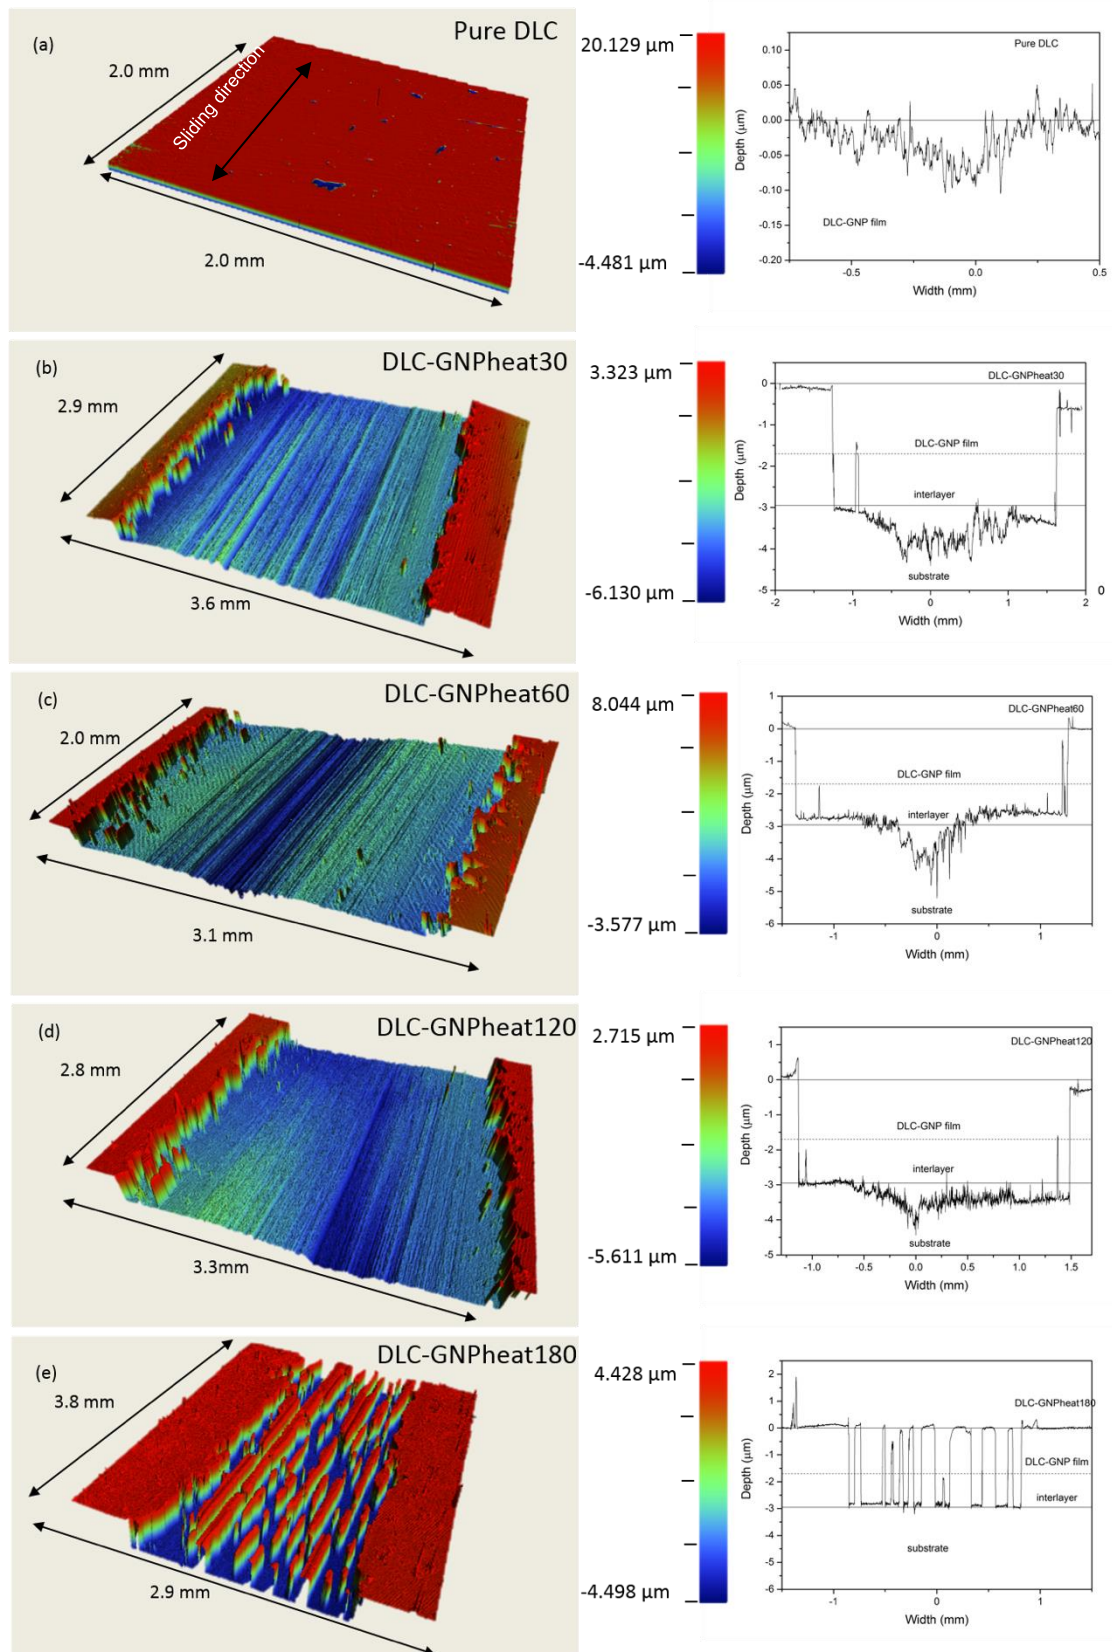 (a)
Pure DLC
2.0 mm
Sliding direction
2.0 mm
20.129 µm
-4.481 µm
0.10
0.05
0.00
-0.05
-0.10
-0.15
-0.20
Depth (µm)
Pure DLC
DLC-GNP film
-0.5
0.0
0.5
Width (mm)
(b)
DLC-GNPheat30
2.9 mm
3.6 mm
3.323 µm
-6.130 µm
0
-1
-2
-3
-4
-5
Depth (µm)
DLC-GNPheat30
DLC-GNP film
interlayer
substrate
-2
-1
0
1
2
Width (mm)
0
(c)
DLC-GNPheat60
2.0 mm
3.1 mm
8.044 µm
-3.577 µm
1
0
-1
-2
-3
-4
-5
-6
Depth (µm)
DLC-GNPheat60
DLC-GNP film
interlayer
substrate
-1
0
1
Width (mm)
(d)
DLC-GNPheat120
2.8 mm
3.3mm
2.715 µm
-5.611 µm
1
0
-1
-2
-3
-4
-5
Depth (µm)
DLC-GNPheat120
DLC-GNP film
interlayer
substrate
-1.0
-0.5
0.0
0.5
1.0
1.5
Width (mm)
(e)
DLC-GNPheat180
3.8 mm
2.9 mm
4.428 µm
-4.498 µm
2
1
0
-1
-2
-3
-4
-5
-6
Depth (µm)
DLC-GNPheat180
DLC-GNP film
interlayer
substrate
-1
0
1
Width (mm)